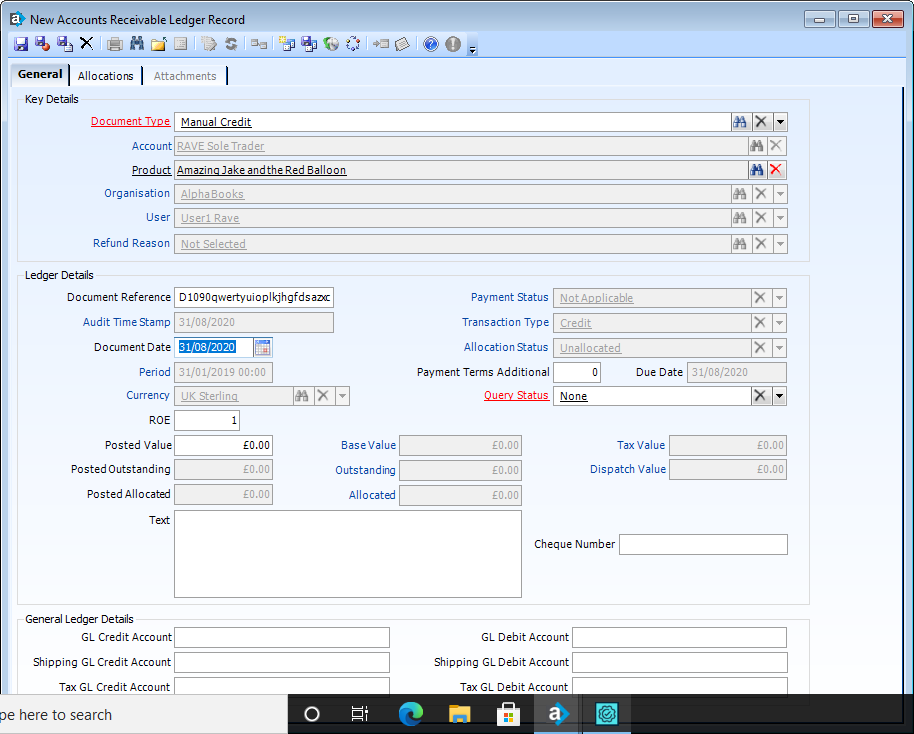 New Accounts Receivable Ledger Record
General Allocations Attachments
Key Details
Document Type Manual Credit
Account RAVE Sole Trader
Product Amazing Jake and the Red Balloon
Organisation AlphaBooks
User User1 Rave
Refund Reason Not Selected
Ledger Details
Document Reference D1090qwertyuioplkjhgfdsazxc Payment Status Not Applicable
Audit Time Stamp 31/08/2020 Transaction Type Credit
Document Date 31/08/2020 Allocation Status Unallocated
Period 31/01/2019 00:00 Payment Terms Additional 0 Due Date 31/08/2020
Currency UK Sterling Query Status None
ROE 1
Posted Value £0.00 Base Value £0.00 Tax Value £0.00
Posted Outstanding £0.00 Outstanding £0.00 Dispatch Value £0.00
Posted Allocated £0.00 Allocated £0.00
Text
Cheque Number
General Ledger Details
GL Credit Account GL Debit Account
Shipping GL Credit Account Shipping GL Debit Account
Tax GL Credit Account Tax GL Debit Account
pe here to search